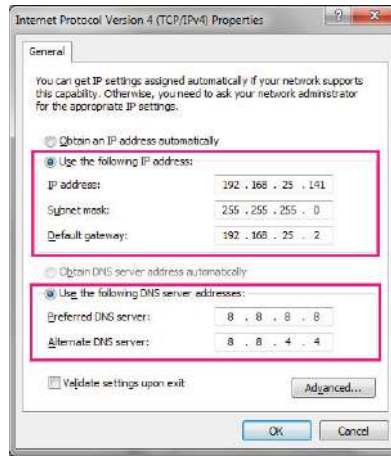 Internet Protocol Version 4 (TCP/IPv4) Properties
General
You can get IP settings assigned automatically if your network supports
this capability. Otherwise, you need to ask your network administrator
for the appropriate IP settings.
Obtain an IP address automatically
Use the following IP address:
IP address: 192 . 168 . 25 . 141
Subnet mask: 255 . 255 . 255 . 0
Default gateway: 192 . 168 . 25 . 2
Obtain DNS server address automatically
Use the following DNS server addresses:
Preferred DNS server: 8 . 8 . 8 . 8
Alternate DNS server: 8 . 8 . 4 . 4
Validate settings upon exit
Advanced...
OK Cancel